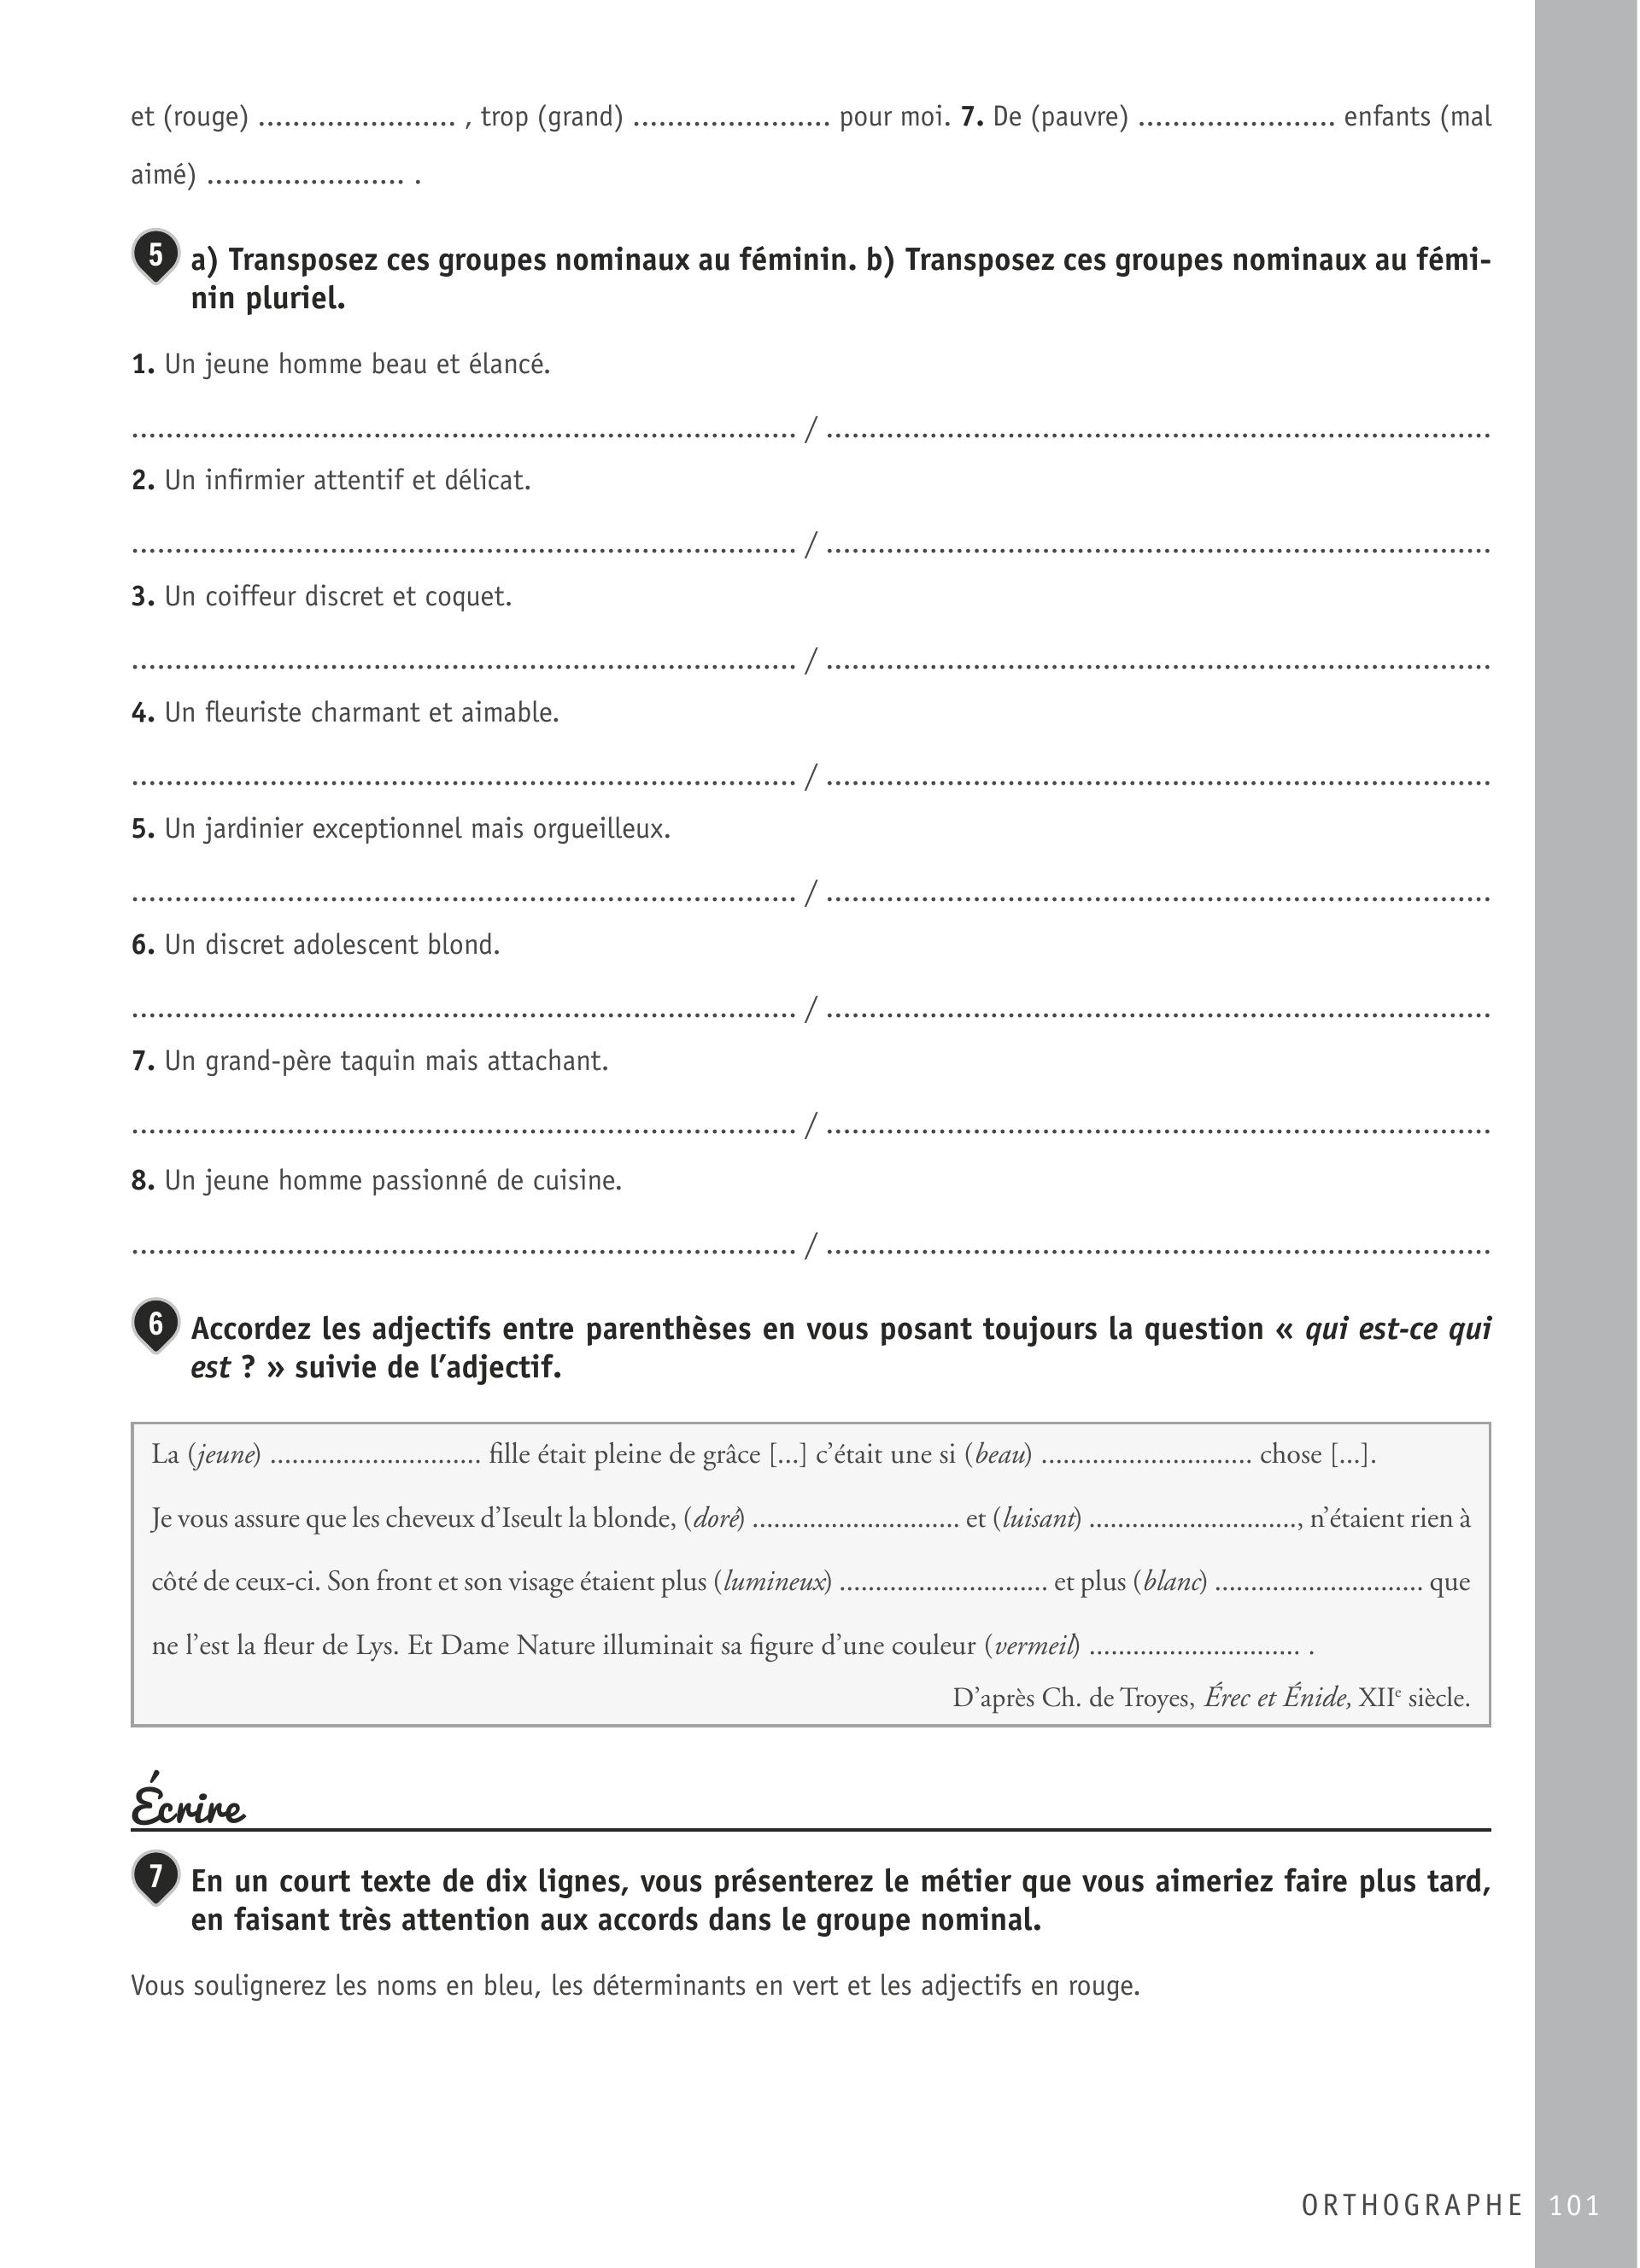 et (rouge) ....................... , trop (grand) ....................... pour moi. 7. De (pauvre) ....................... enfants (mal
aimé) ....................... .
5 a) Transposez ces groupes nominaux au féminin. b) Transposez ces groupes nominaux au fémi-
nin pluriel.
1. Un jeune homme beau et élancé.
............................................................................. / .............................................................................
2. Un infirmier attentif et délicat.
............................................................................. / .............................................................................
3. Un coiffeur discret et coquet.
............................................................................. / .............................................................................
4. Un fleuriste charmant et aimable.
............................................................................. / .............................................................................
5. Un jardinier exceptionnel mais orgueilleux.
............................................................................. / .............................................................................
6. Un discret adolescent blond.
............................................................................. / .............................................................................
7. Un grand-père taquin mais attachant.
............................................................................. / .............................................................................
8. Un jeune homme passionné de cuisine.
............................................................................. / .............................................................................
6 Accordez les adjectifs entre parenthèses en vous posant toujours la question « qui est-ce qui
est ? » suivie de l’adjectif.
La (jeune) ............................. fille était pleine de grâce [...] c’était une si (beau) ............................. chose [...].
Je vous assure que les cheveux d’Iseult la blonde, (doré) ............................. et (luisant) ............................., n’étaient rien à
côté de ceux-ci. Son front et son visage étaient plus (lumineux) ............................. et plus (blanc) ............................. que
ne l’est la fleur de Lys. Et Dame Nature illuminait sa figure d’une couleur (vermeil) ............................. .
D’après Ch. de Troyes, Érec et Énide, XIIe siècle.
Écrire
7 En un court texte de dix lignes, vous présenterez le métier que vous aimeriez faire plus tard,
en faisant très attention aux accords dans le groupe nominal.
Vous soulignerez les noms en bleu, les déterminants en vert et les adjectifs en rouge.
ORTHOGRAPHE 101